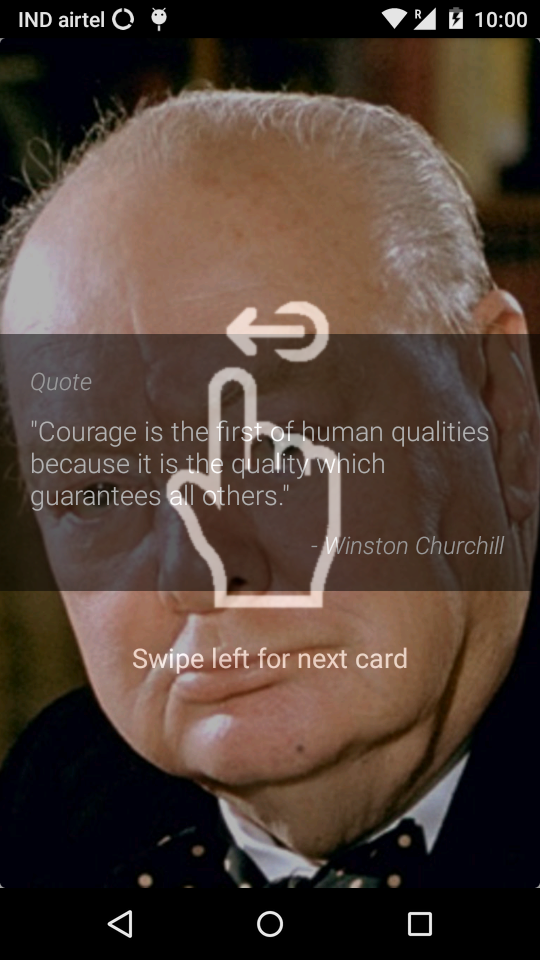 IND airtel R 10:00
Quote
"Courage is the first of human qualities
because it is the quality which
guarantees all others."
- Winston Churchill
Swipe left for next card